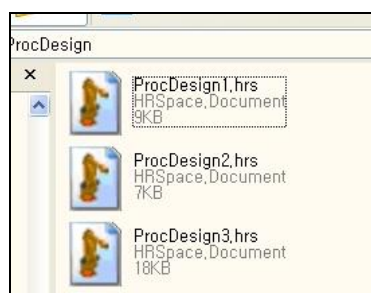 ProcDesign
ProcDesign1.hrs
HRSpace,Document
9KB
ProcDesign2.hrs
HRSpace,Document
7KB
ProcDesign3.hrs
HRSpace,Document
18KB